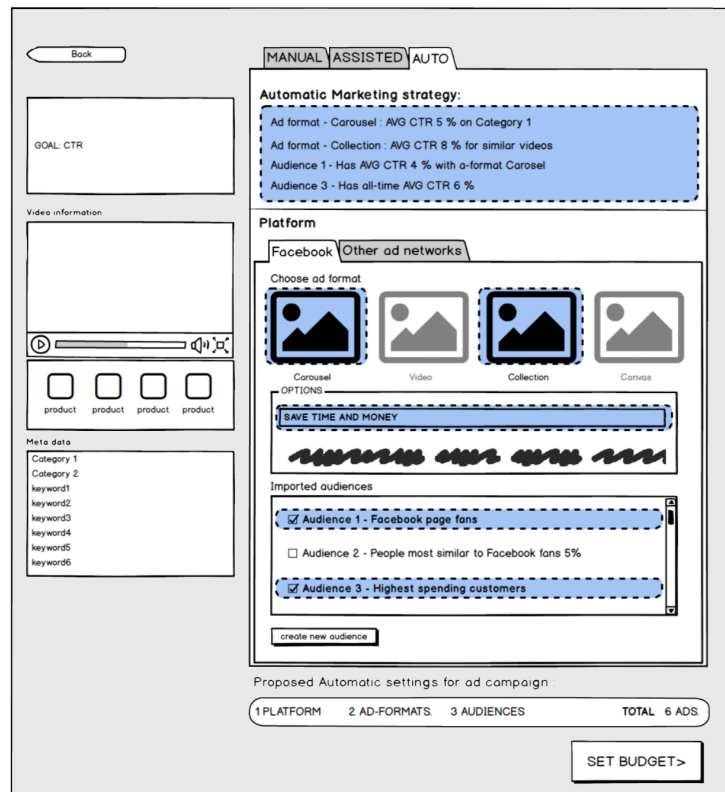 Back
MANUAL ASSISTED AUTO
Automatic Marketing strategy:
Ad format - Carousel : AVG CTR 5 % on Category 1
Ad format - Collection : AVG CTR 8 % for similar videos
Audience 1 - Has AVG CTR 4 % with a-format Carosel
Audience 3 - Has all-time AVG CTR 6 %
GOAL: CTR
Video information
product product product product
Meta data
Category 1
Category 2
keyword1
keyword2
keyword3
keyword4
keyword5
keyword6
Platform
Facebook Other ad networks
Choose ad format
Carousel Video Collection Canvas
OPTIONS
SAVE TIME AND MONEY
Imported audiences
Audience 1 - Facebook page fans
Audience 2 - People most similar to Facebook fans 5%
Audience 3 - Highest spending customers
create new audience
Proposed Automatic settings for ad campaign :
1 PLATFORM 2 AD-FORMATS. 3 AUDIENCES TOTAL 6 ADS.
SET BUDGET>